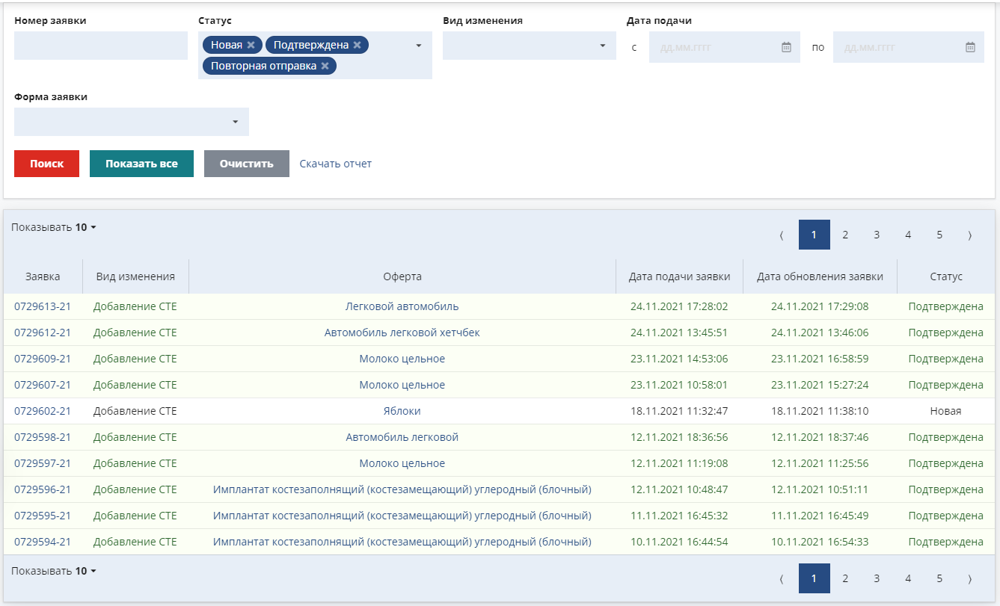 Номер заявки Статус Вид изменения Дата подачи
Новая × Подтверждена × с дд.мм.гггг по дд.мм.гггг
Повторная отправка ×
Форма заявки
Поиск Показать все Очистить Скачать отчет
Показывать 10
⟨ 1 2 3 4 5 ⟩
Заявка Вид изменения Оферта Дата подачи заявки Дата обновления заявки Статус
0729613-21 Добавление СТЕ Легковой автомобиль 24.11.2021 17:28:02 24.11.2021 17:29:08 Подтверждена
0729612-21 Добавление СТЕ Автомобиль легковой хетчбек 24.11.2021 13:45:51 24.11.2021 13:46:06 Подтверждена
0729609-21 Добавление СТЕ Молоко цельное 23.11.2021 14:53:06 23.11.2021 16:58:59 Подтверждена
0729607-21 Добавление СТЕ Молоко цельное 23.11.2021 10:58:01 23.11.2021 15:27:24 Подтверждена
0729602-21 Добавление СТЕ Яблоки 18.11.2021 11:32:47 18.11.2021 11:38:10 Новая
0729598-21 Добавление СТЕ Автомобиль легковой 12.11.2021 18:36:56 12.11.2021 18:37:46 Подтверждена
0729597-21 Добавление СТЕ Молоко цельное 12.11.2021 11:19:08 12.11.2021 11:25:56 Подтверждена
0729596-21 Добавление СТЕ Имплантат костезаполнящий (костезамещающий) углеродный (блочный) 12.11.2021 10:48:47 12.11.2021 10:51:11 Подтверждена
0729595-21 Добавление СТЕ Имплантат костезаполнящий (костезамещающий) углеродный (блочный) 11.11.2021 16:45:32 11.11.2021 16:45:49 Подтверждена
0729594-21 Добавление СТЕ Имплантат костезаполнящий (костезамещающий) углеродный (блочный) 10.11.2021 16:44:54 10.11.2021 16:54:33 Подтверждена
Показывать 10
⟨ 1 2 3 4 5 ⟩